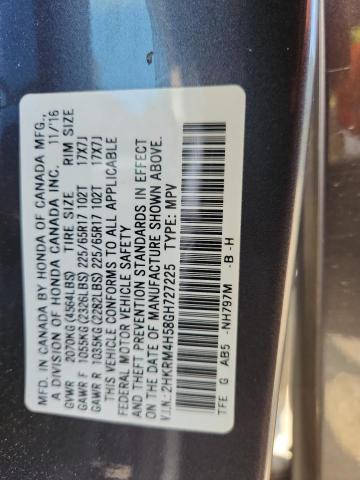 MFD. IN CANADA BY HONDA OF CANADA MFG.,
A DIVISION OF HONDA CANADA INC. 11/'16
GVWR 2070KG (4564LBS) TIRE SIZE RIM SIZE
GAWR F 1055KG (2326LBS) 225/65R17 102T 17X7J
GAWR R 1035KG (2282LBS) 225/65R17 102T 17X7J
THIS VEHICLE CONFORMS TO ALL APPLICABLE
FEDERAL MOTOR VEHICLE SAFETY
AND THEFT PREVENTION STANDARDS IN EFFECT
ON THE DATE OF MANUFACTURE SHOWN ABOVE.
V.I.N.:2HKRM4H58GH727225 TYPE: MPV
TFE G AB5 -NH797M -B -H